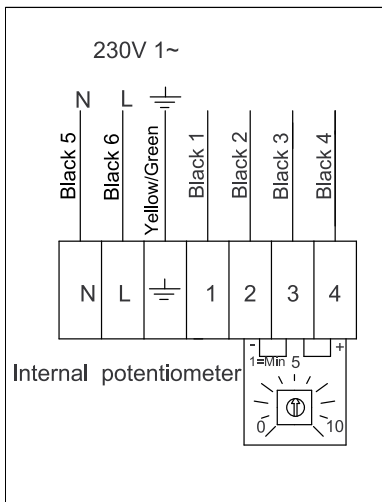 230V 1~
N L
Black 5 Black 6 Yellow/Green Black 1 Black 2 Black 3 Black 4
N L 1 2 3 4
- +
1=Min 5
Internal potentiometer
0 10